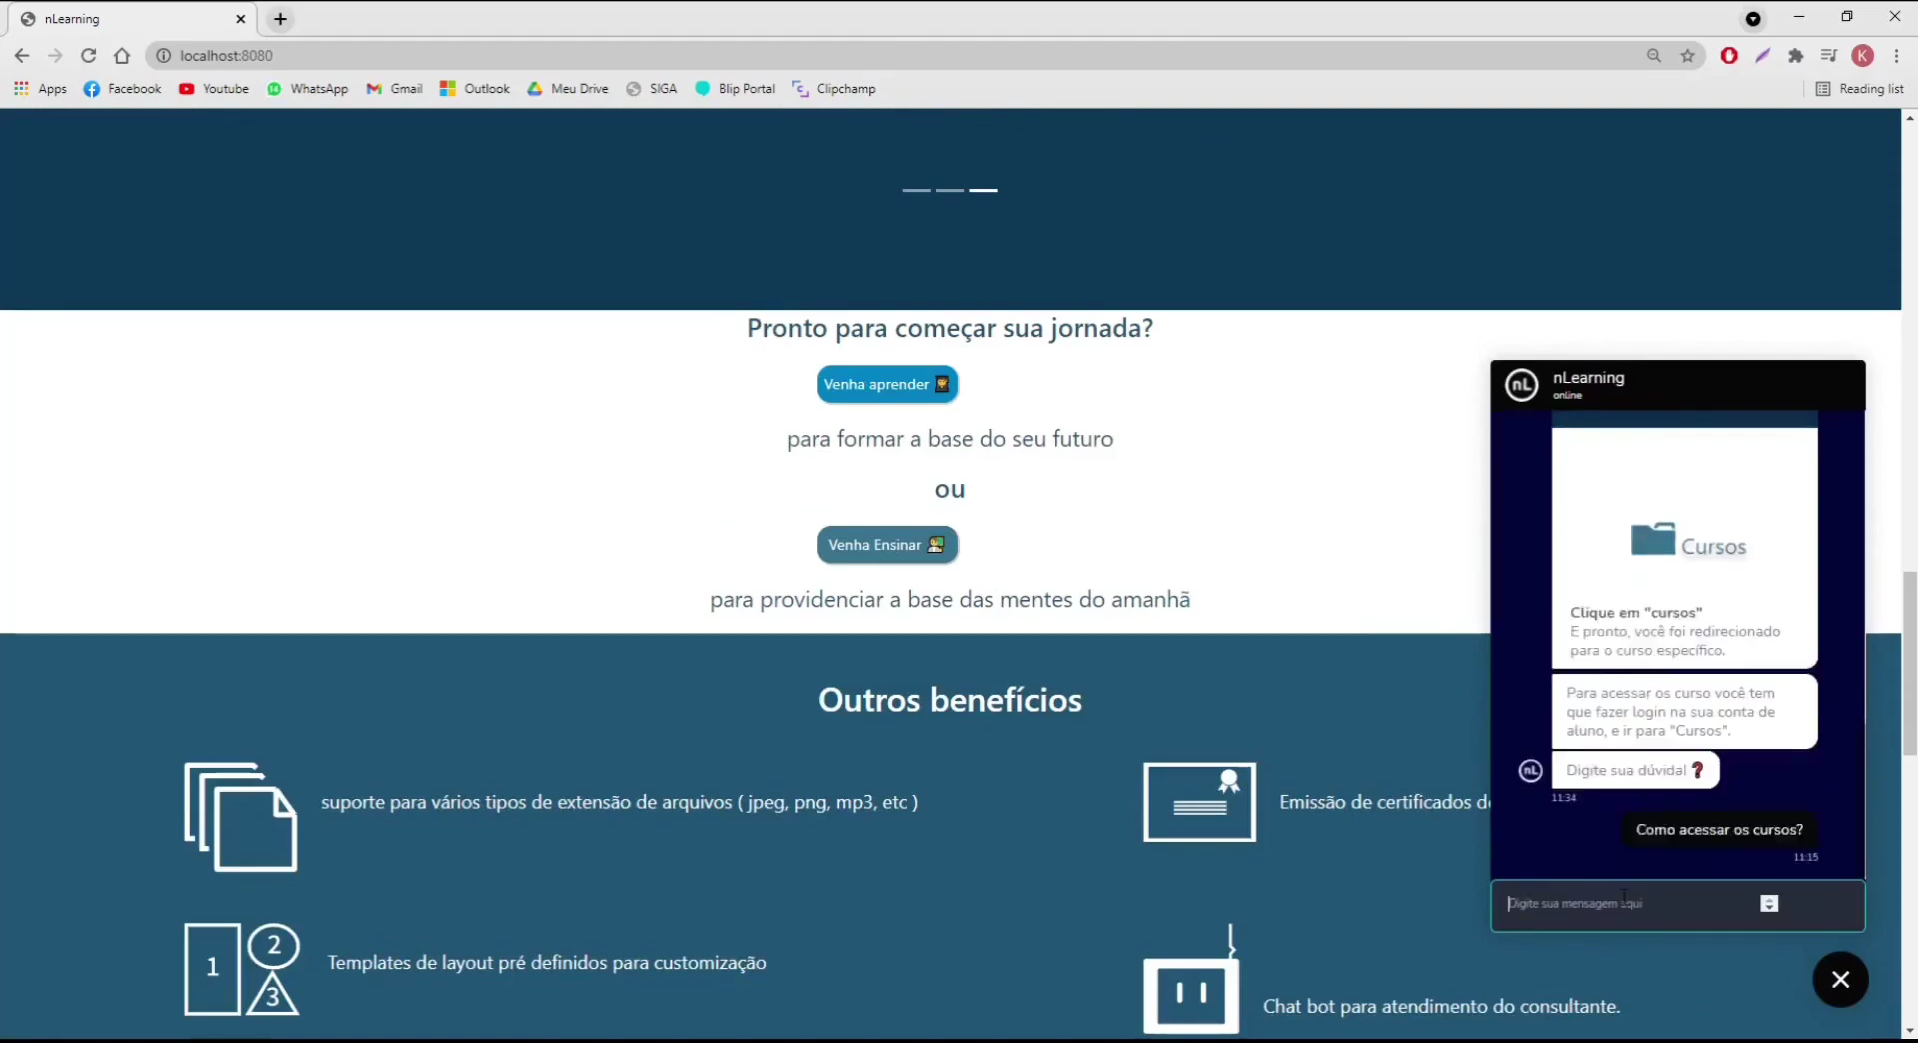 nLearning
localhost:8080
K
Apps
Facebook
Youtube
WhatsApp
Gmail
Outlook
Meu Drive
SIGA
Blip Portal
Clipchamp
Reading list
Pronto para começar sua jornada?
Venha aprender
para formar a base do seu futuro
ou
Venha Ensinar
para providenciar a base das mentes do amanhã
Outros benefícios
suporte para vários tipos de extensão de arquivos ( jpeg, png, mp3, etc )
Emissão de certificados
1
2
3
Templates de layout pré definidos para customização
Chat bot para atendimento do consultante.
nL
nLearning
online
Cursos
Clique em "cursos"
E pronto, você foi redirecionado
para o curso específico.
Para acessar os curso você tem
que fazer login na sua conta de
aluno, e ir para "Cursos".
nL
Digite sua dúvida!
11:34
Como acessar os cursos?
11:15
Digite sua mensagem aqui